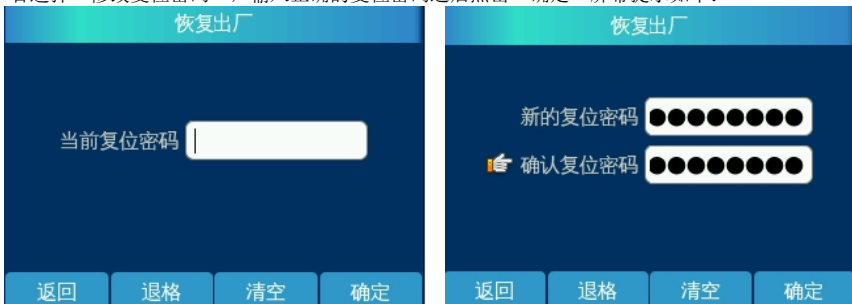 恢复出厂
当前复位密码
返回 退格 清空 确定
恢复出厂
新的复位密码 ●●●●●●●●
确认复位密码 ●●●●●●●●
返回 退格 清空 确定